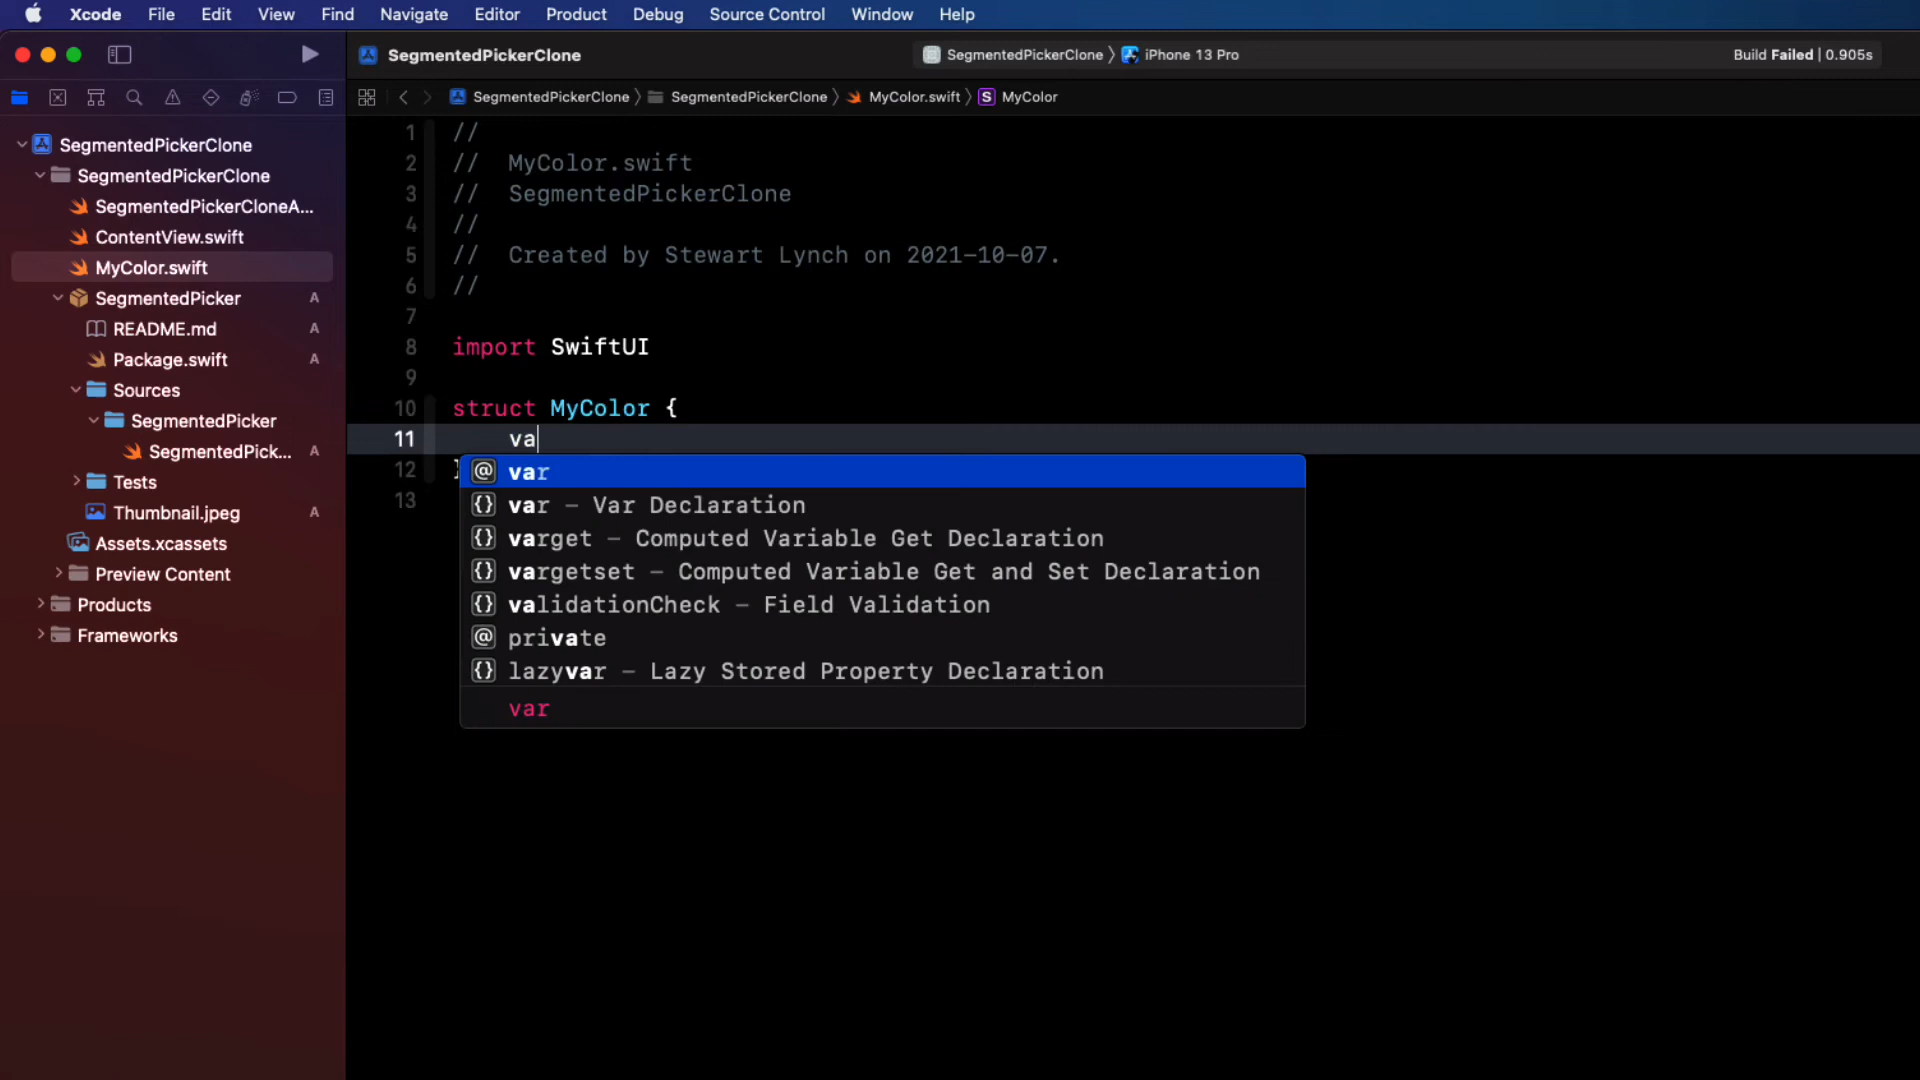 Xcode File Edit View Find Navigate Editor Product Debug Source Control Window Help
SegmentedPickerClone SegmentedPickerClone iPhone 13 Pro Build Failed | 0.905s
SegmentedPickerClone SegmentedPickerClone MyColor.swift S MyColor
SegmentedPickerClone
SegmentedPickerClone
SegmentedPickerCloneA...
ContentView.swift
MyColor.swift
SegmentedPicker A
README.md A
Package.swift A
Sources
SegmentedPicker
SegmentedPick... A
Tests
Thumbnail.jpeg A
Assets.xcassets
Preview Content
Products
Frameworks
1 //
2 // MyColor.swift
3 // SegmentedPickerClone
4 //
5 // Created by Stewart Lynch on 2021-10-07.
6 //
7
8 import SwiftUI
9
10 struct MyColor {
11 va
12 }
13
@ var
{} var — Var Declaration
{} varget — Computed Variable Get Declaration
{} vargetset — Computed Variable Get and Set Declaration
{} validationCheck — Field Validation
@ private
{} lazyvar — Lazy Stored Property Declaration
var